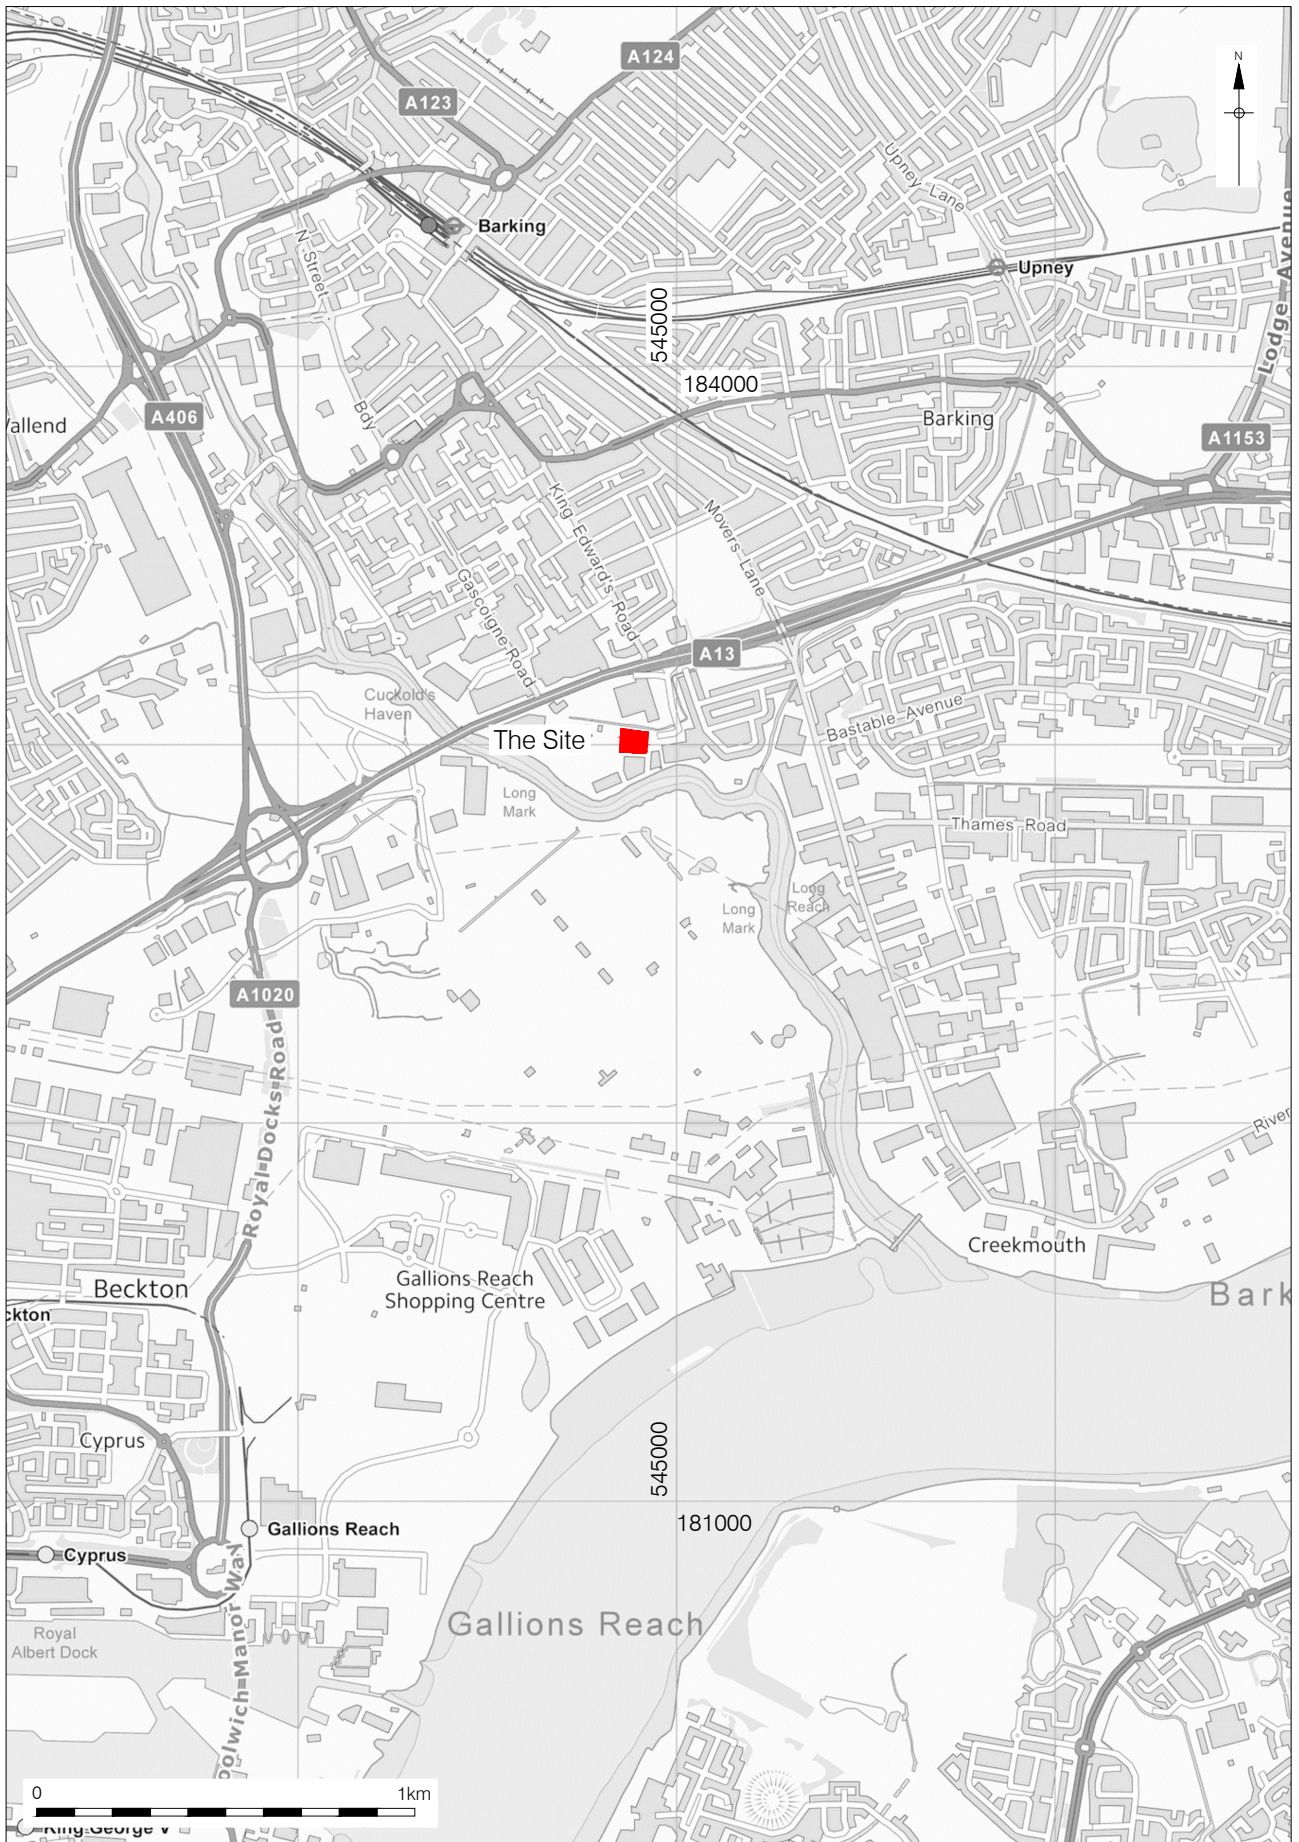 A124
N
A123
Upney Lane
Barking
N Street
Upney
Lodge Avenue
545000
184000
Bdy
A406
Barking
A1153
King Edward's Road
Movers Lane
Gascoigne Road
A13
Cuckold's
Haven
Bastable Avenue
The Site
Long
Mark
Thames Road
Long
Reach
Long
Mark
A1020
Royal Docks Road
River
Creekmouth
Gallions Reach
Shopping Centre
Beckton
ckton
Bark
Cyprus
545000
181000
Gallions Reach
Cyprus
Gallions Reach
Royal
Albert Dock
oolwich Manor Way
0
1km
King George V